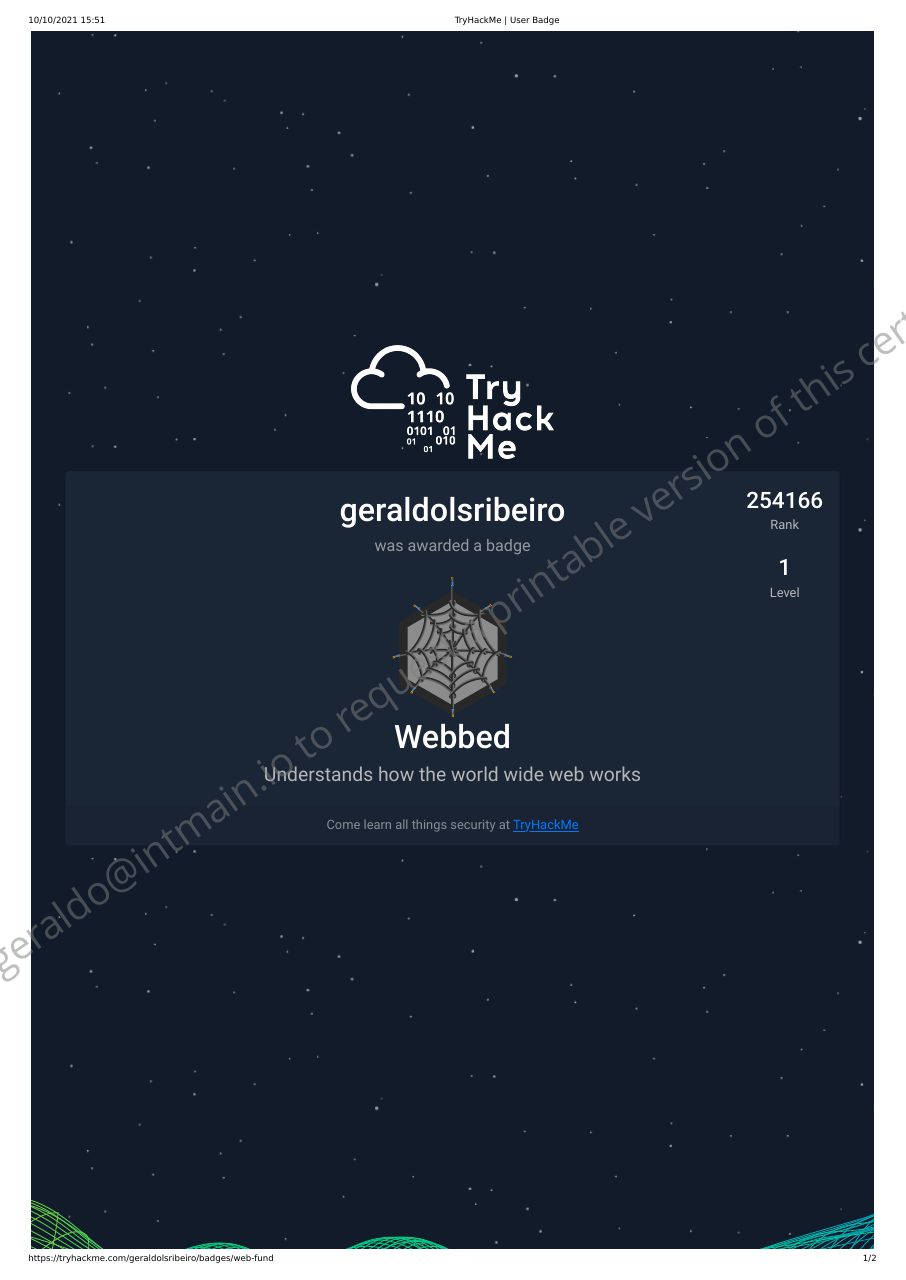 10/10/2021 15:51
TryHackMe | User Badge
10 10
1110
0101 01
01 010
01
Try
Hack
Me
geraldolsribeiro
was awarded a badge
254166
Rank
1
Level
Webbed
Understands how the world wide web works
Come learn all things security at TryHackMe
geraldo@intmain.io to requ printable version of this cert
https://tryhackme.com/geraldolsribeiro/badges/web-fund
1/2